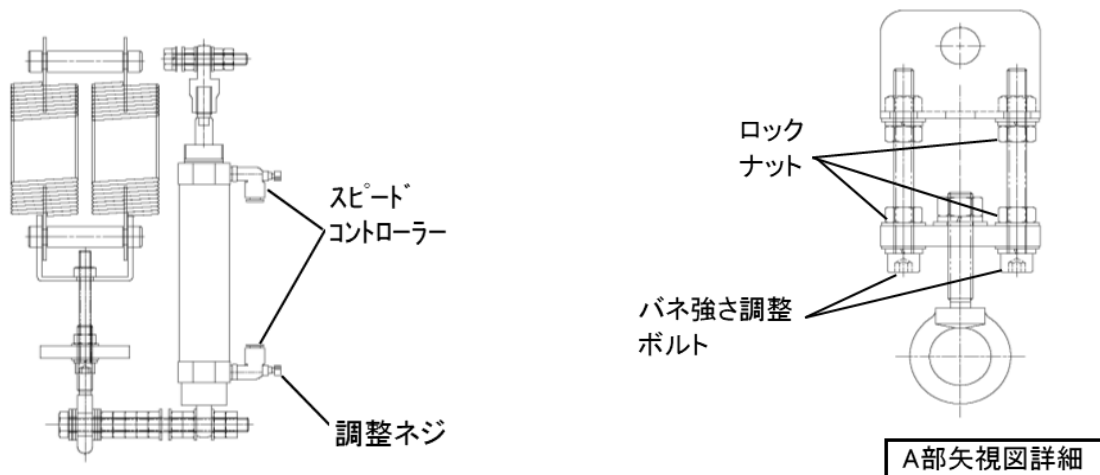 スピード
コントローラー
調整ネジ
ロック
ナット
バネ強さ調整
ボルト
A部矢視図詳細